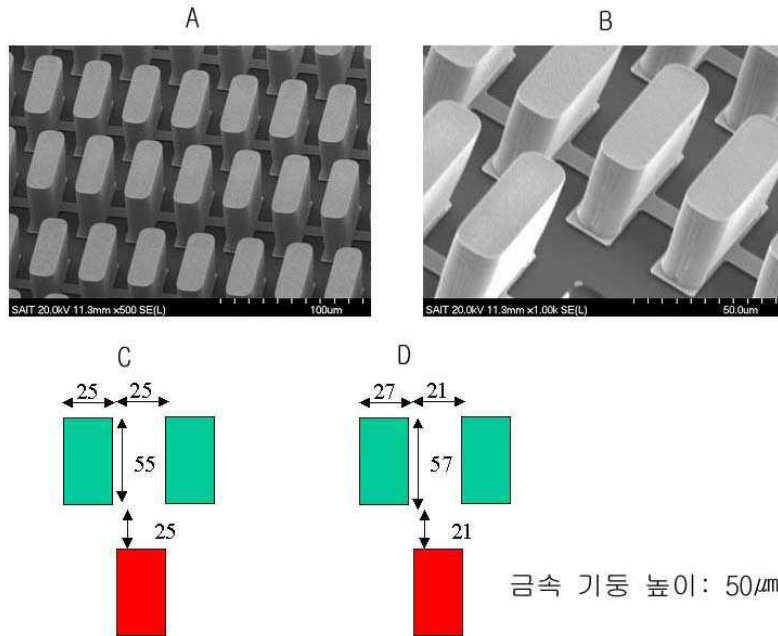 A
B
SAIT 20.0kV 11.3mm x500 SE(L) 100um
SAIT 20.0kV 11.3mm x1.00k SE(L) 50.0um
C
D
25 25
27 21
55
57
25
21
금속 기둥 높이: 50㎛